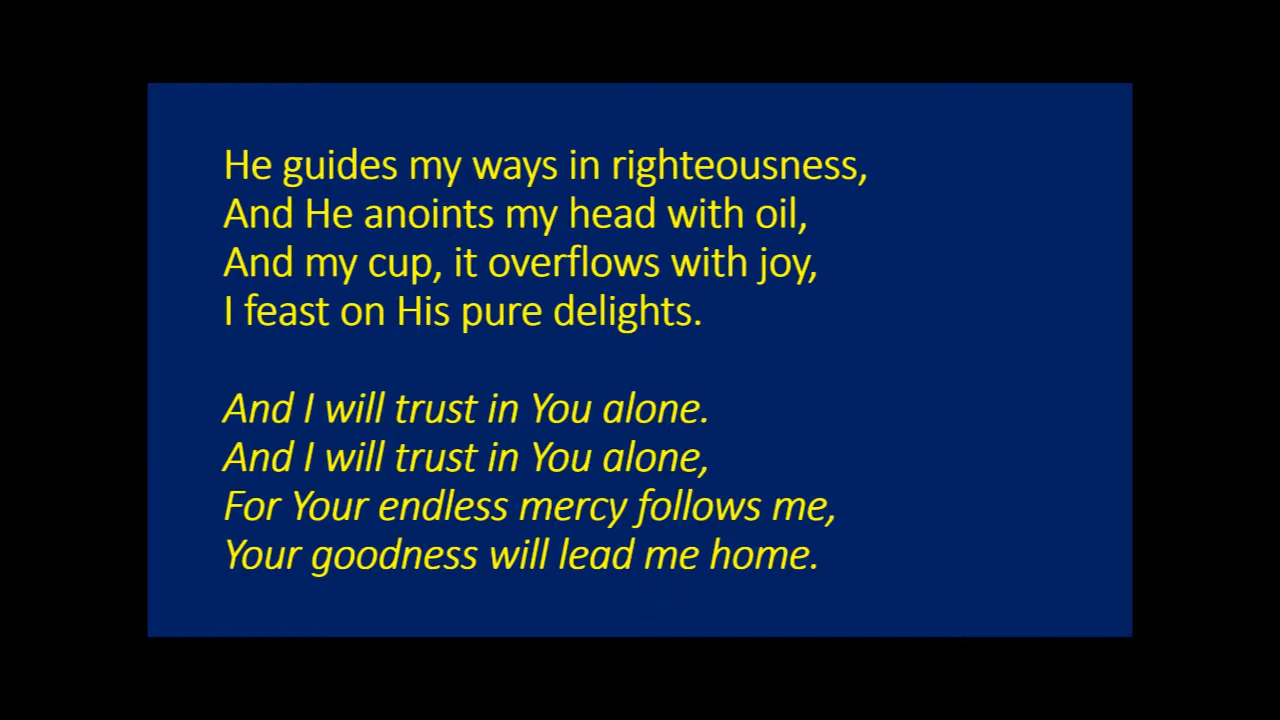 He guides my ways in righteousness,
And He anoints my head with oil,
And my cup, it overflows with joy,
I feast on His pure delights.
And I will trust in You alone.
And I will trust in You alone,
For Your endless mercy follows me,
Your goodness will lead me home.